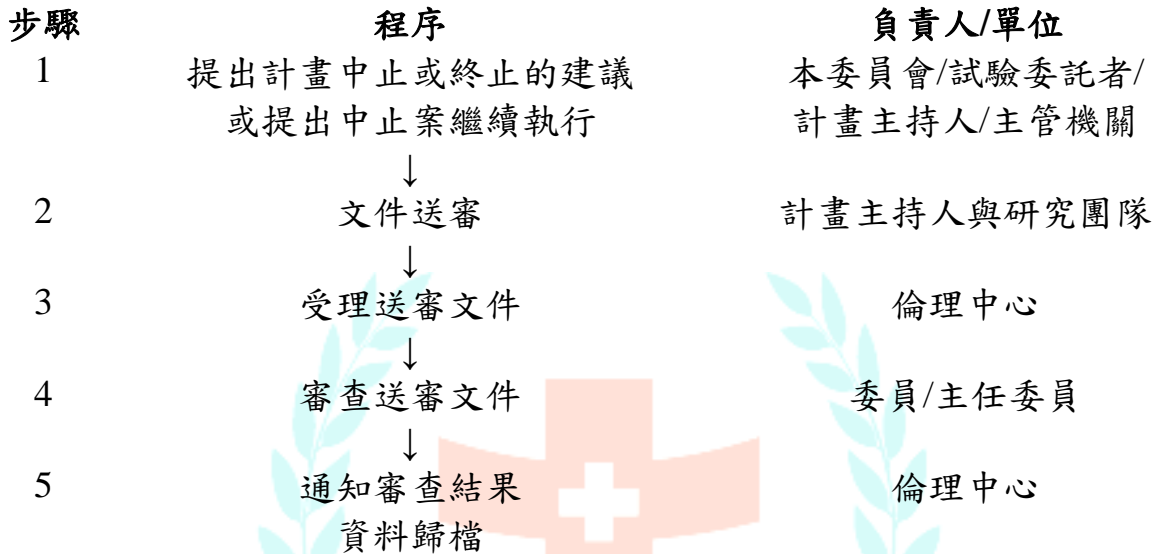 步驟 程序 負責人/單位
1 提出計畫中止或終止的建議 本委員會/試驗委託者/
或提出中止案繼續執行 計畫主持人/主管機關
↓
2 文件送審 計畫主持人與研究團隊
↓
3 受理送審文件 倫理中心
↓
4 審查送審文件 委員/主任委員
↓
5 通知審查結果 倫理中心
資料歸檔